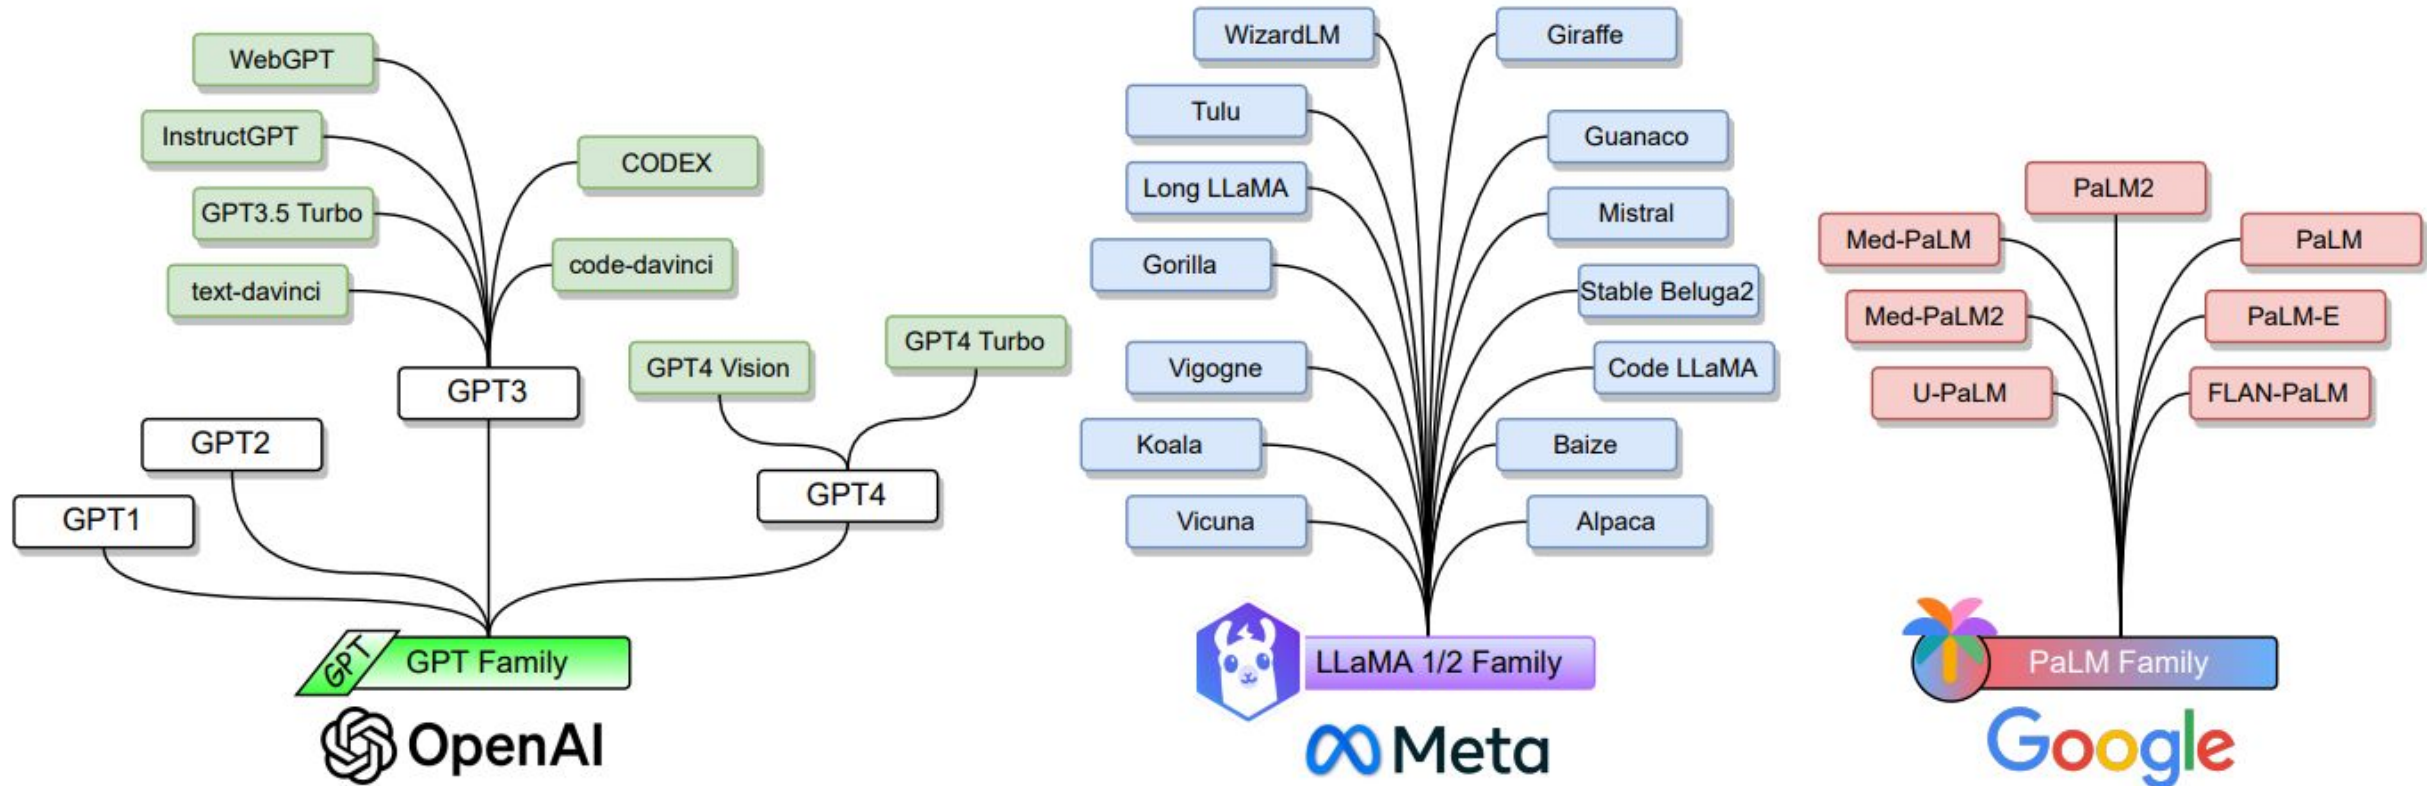 WebGPT
InstructGPT
CODEX
GPT3.5 Turbo
code-davinci
text-davinci
GPT4 Turbo
GPT4 Vision
GPT3
GPT2
GPT4
GPT1
GPT
GPT Family
OpenAI
WizardLM
Giraffe
Tulu
Guanaco
Long LLaMA
Mistral
Gorilla
Stable Beluga2
Vigogne
Code LLaMA
Koala
Baize
Vicuna
Alpaca
LLaMA 1/2 Family
Meta
PaLM2
Med-PaLM
PaLM
Med-PaLM2
PaLM-E
U-PaLM
FLAN-PaLM
PaLM Family
Google